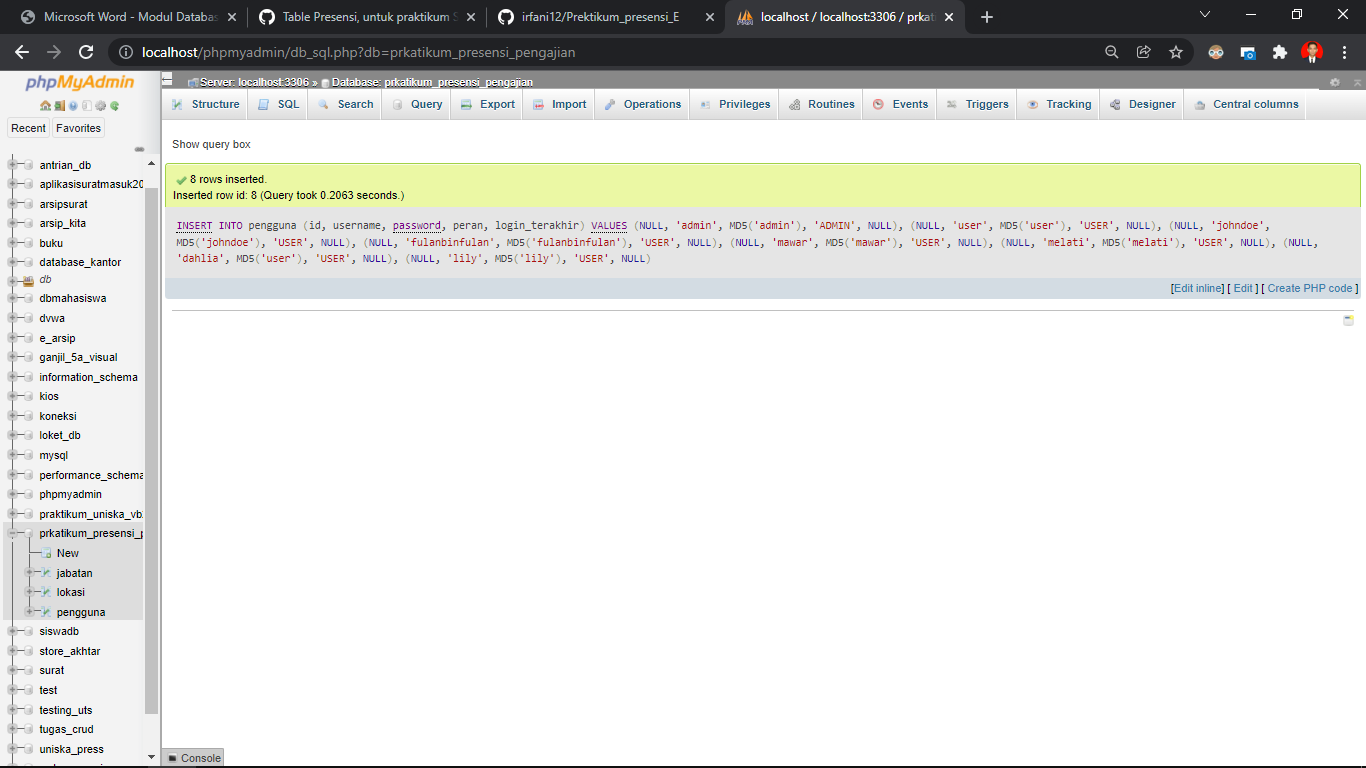 Microsoft Word - Modul Databas
Table Presensi, untuk praktikum S
irfani12/Prektikum_presensi_E
localhost / localhost:3306 / prkati
localhost/phpmyadmin/db_sql.php?db=prkatikum_presensi_pengajian
phpMyAdmin
Recent
Favorites
antrian_db
aplikasisuratmasuk20
arsipsurat
arsip_kita
buku
database_kantor
db
dbmahasiswa
dvwa
e_arsip
ganjil_5a_visual
information_schema
kios
koneksi
loket_db
mysql
performance_schema
phpmyadmin
praktikum_uniska_vb
prkatikum_presensi_p
New
jabatan
lokasi
pengguna
siswadb
store_akhtar
surat
test
testing_uts
tugas_crud
uniska_press
Server: localhost:3306 » Database: prkatikum_presensi_pengajian
Structure
SQL
Search
Query
Export
Import
Operations
Privileges
Routines
Events
Triggers
Tracking
Designer
Central columns
Show query box
8 rows inserted.
Inserted row id: 8 (Query took 0.2063 seconds.)
INSERT INTO pengguna (id, username, password, peran, login_terakhir) VALUES (NULL, 'admin', MD5('admin'), 'ADMIN', NULL), (NULL, 'user', MD5('user'), 'USER', NULL), (NULL, 'johndoe',
MD5('johndoe'), 'USER', NULL), (NULL, 'fulanbinfulan', MD5('fulanbinfulan'), 'USER', NULL), (NULL, 'mawar', MD5('mawar'), 'USER', NULL), (NULL, 'melati', MD5('melati'), 'USER', NULL), (NULL,
'dahlia', MD5('user'), 'USER', NULL), (NULL, 'lily', MD5('lily'), 'USER', NULL)
[Edit inline] [ Edit ] [ Create PHP code ]
Console